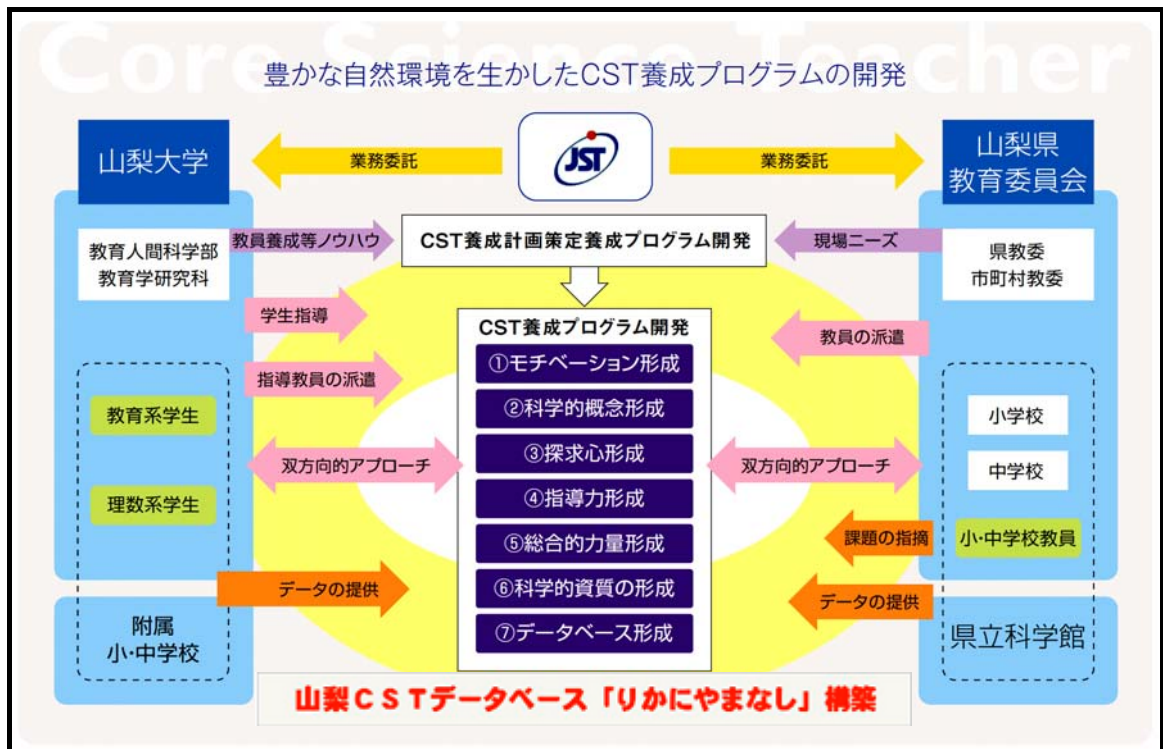 Core Science Teacher
豊かな自然環境を生かしたCST養成プログラムの開発
山梨大学
業務委託
JST
業務委託
山梨県
教育委員会
教育人間科学部
教育学研究科
教員養成等ノウハウ
CST養成計画策定養成プログラム開発
現場ニーズ
県教委
市町村教委
学生指導
指導教員の派遣
教員の派遣
CST養成プログラム開発
①モチベーション形成
②科学的概念形成
③探求心形成
④指導力形成
⑤総合的力量形成
⑥科学的資質の形成
⑦データベース形成
教育系学生
理数系学生
双方向的アプローチ
双方向的アプローチ
小学校
中学校
小・中学校教員
課題の指摘
データの提供
データの提供
附属
小・中学校
県立科学館
山梨CSTデータベース「りかにやまなし」構築